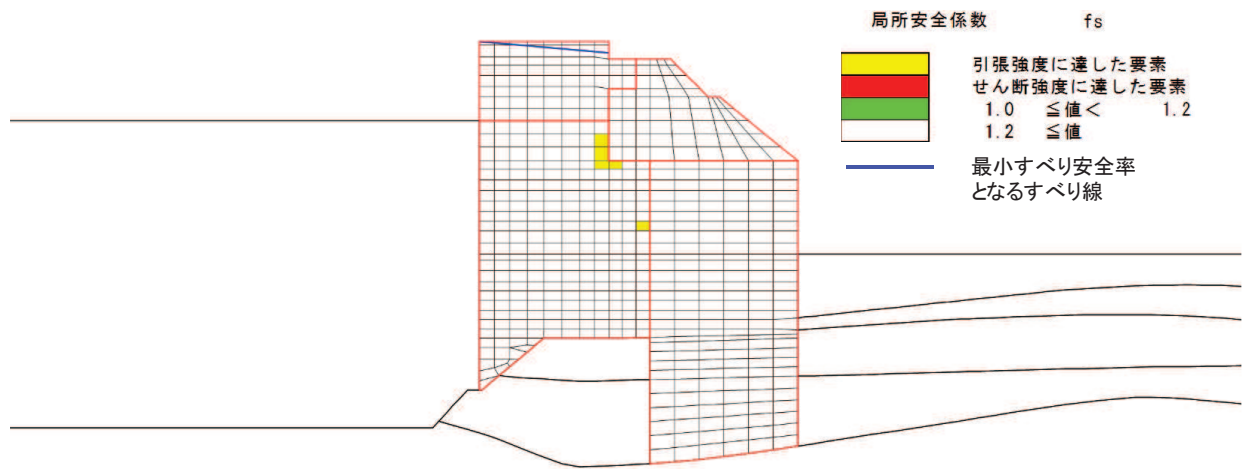 局所安全係数 fs
引張強度に達した要素
せん断強度に達した要素
1.0 ≦値＜ 1.2
1.2 ≦値
最小すべり安全率
となるすべり線